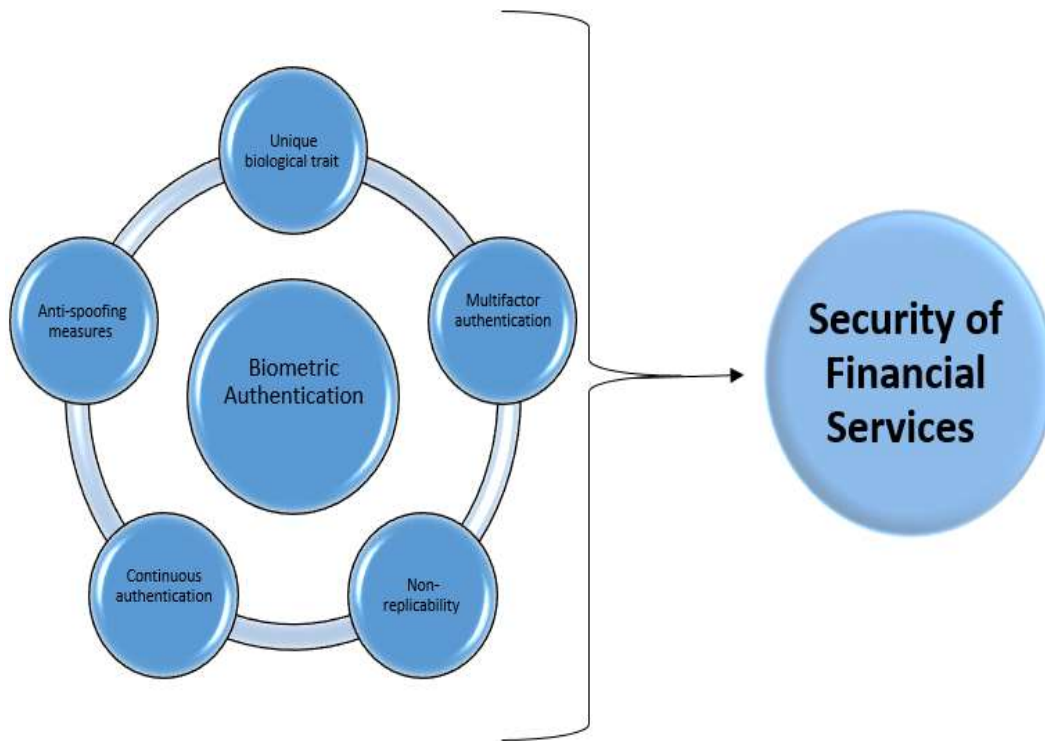 Unique
biological trait
Anti-spoofing
measures
Multifactor
authentication
Biometric
Authentication
Continuous
authentication
Non-
replicability
Security of
Financial
Services